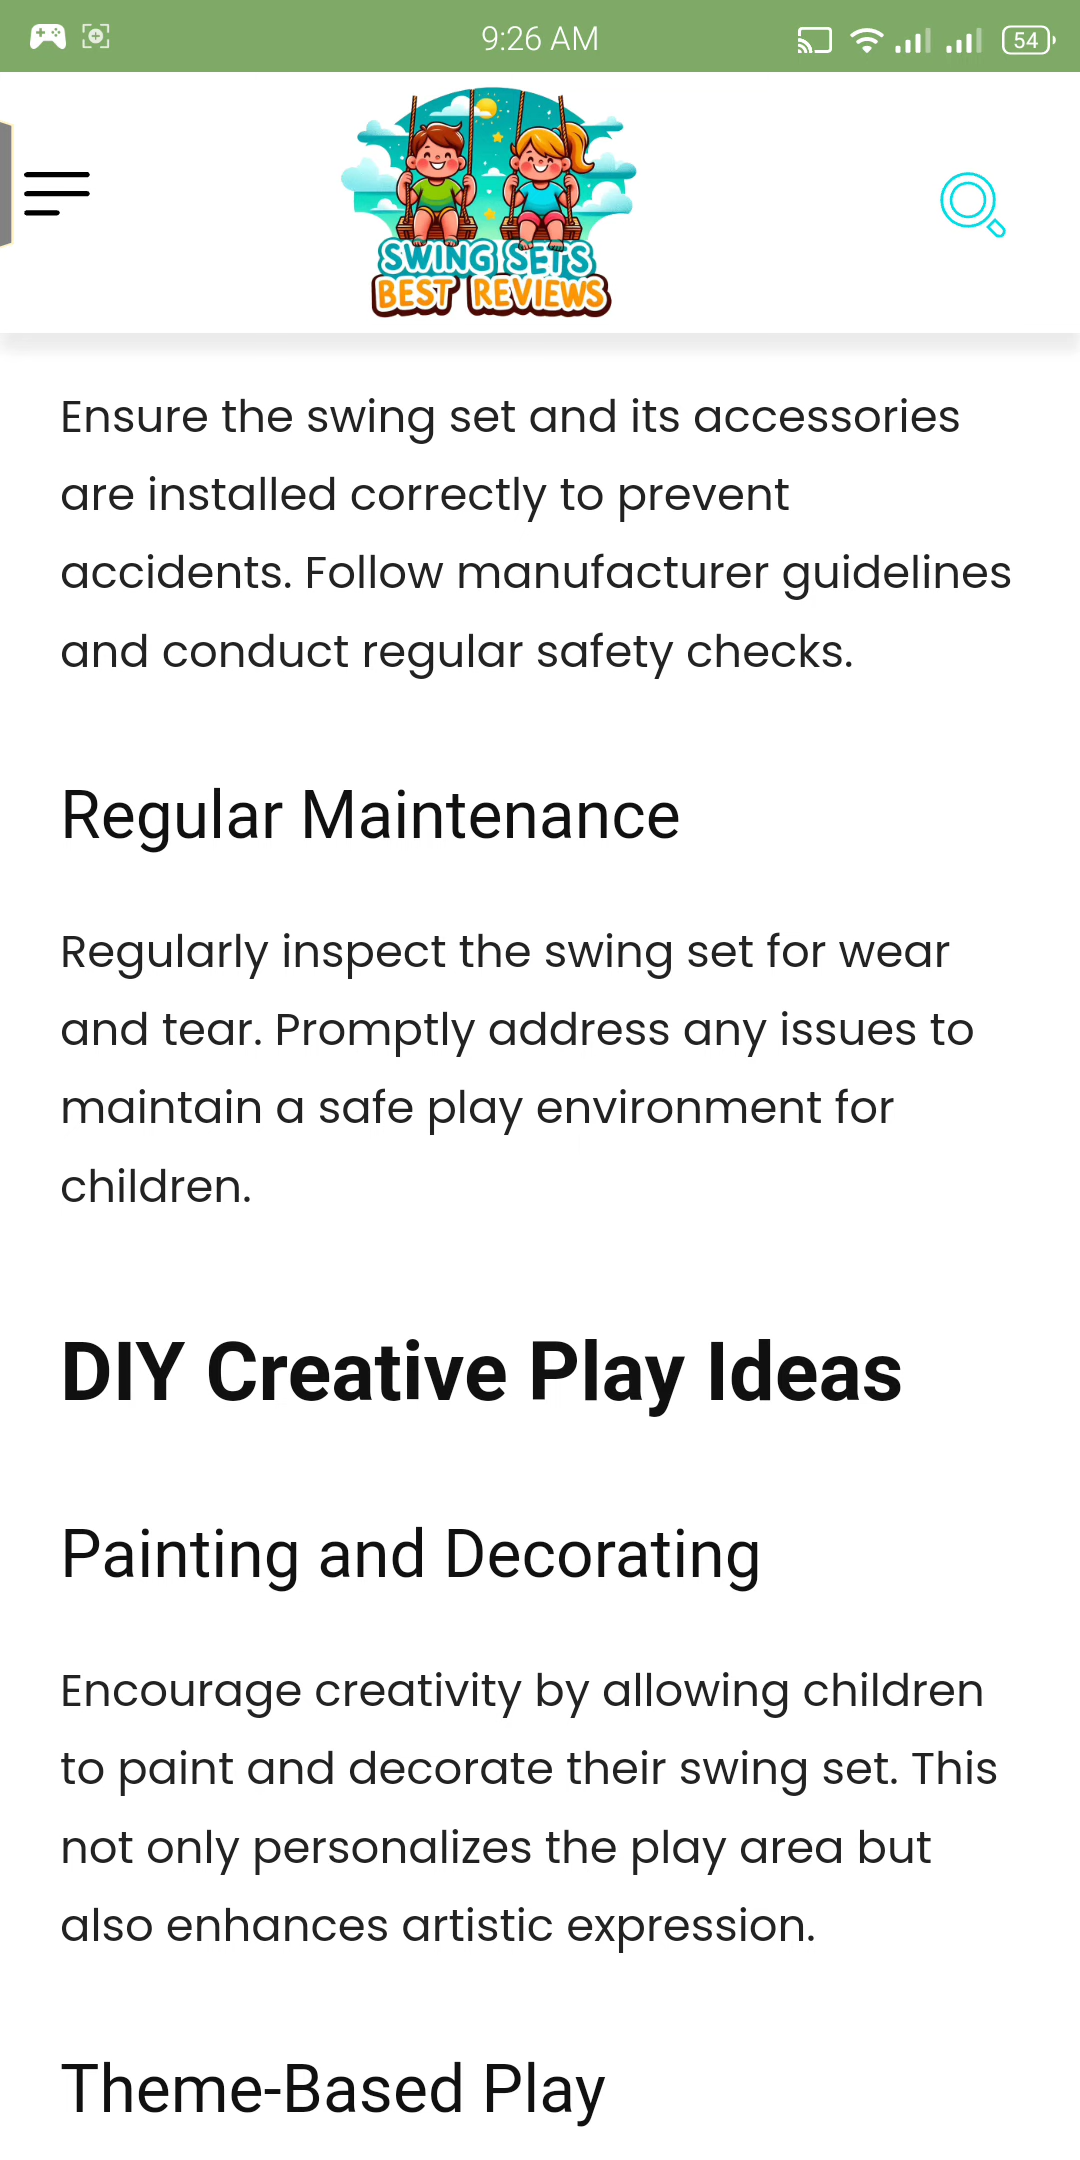 9:26 AM
54
SWING SETS
BEST REVIEWS
Ensure the swing set and its accessories
are installed correctly to prevent
accidents. Follow manufacturer guidelines
and conduct regular safety checks.
Regular Maintenance
Regularly inspect the swing set for wear
and tear. Promptly address any issues to
maintain a safe play environment for
children.
DIY Creative Play Ideas
Painting and Decorating
Encourage creativity by allowing children
to paint and decorate their swing set. This
not only personalizes the play area but
also enhances artistic expression.
Theme-Based Play